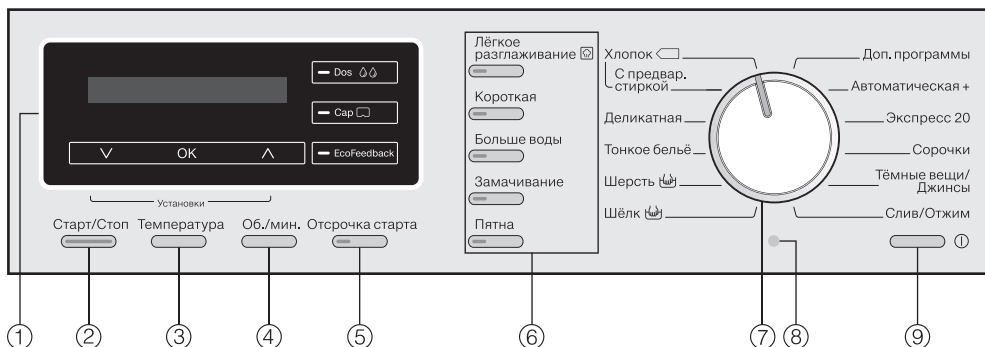 Dos
Cap
EcoFeedback
OK
Установки
Старт/Стоп
Температура
Об./мин.
Отсрочка старта
Лёгкое
разглаживание
Короткая
Больше воды
Замачивание
Пятна
Хлопок
С предвар.
стиркой
Деликатная
Тонкое бельё
Шерсть
Шёлк
Доп. программы
Автоматическая +
Экспресс 20
Сорочки
Тёмные вещи/
Джинсы
Слив/Отжим
1
2
3
4
5
6
7
8
9